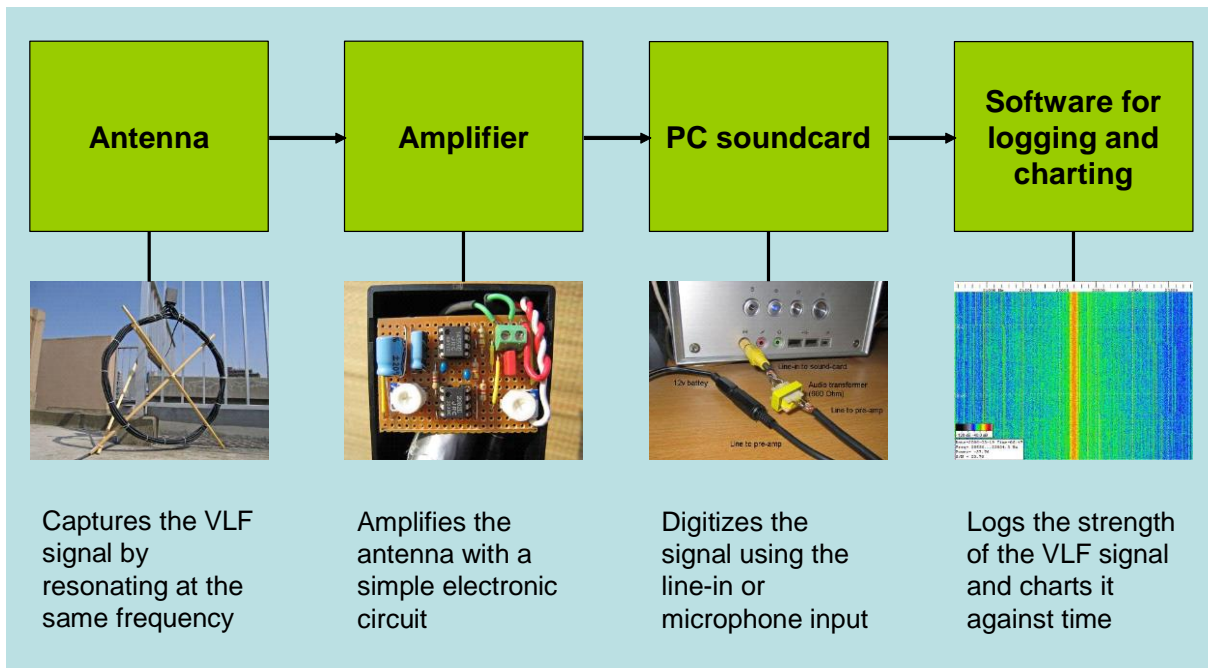 Antenna
Amplifier
PC soundcard
Software for
logging and
charting
Line-in to sound-card
12v battey
Audio transformer
(600 Ohm)
Line to pre-amp
Line to pre-amp
Captures the VLF
signal by
resonating at the
same frequency
Amplifies the
antenna with a
simple electronic
circuit
Digitizes the
signal using the
line-in or
microphone input
Logs the strength
of the VLF signal
and charts it
against time